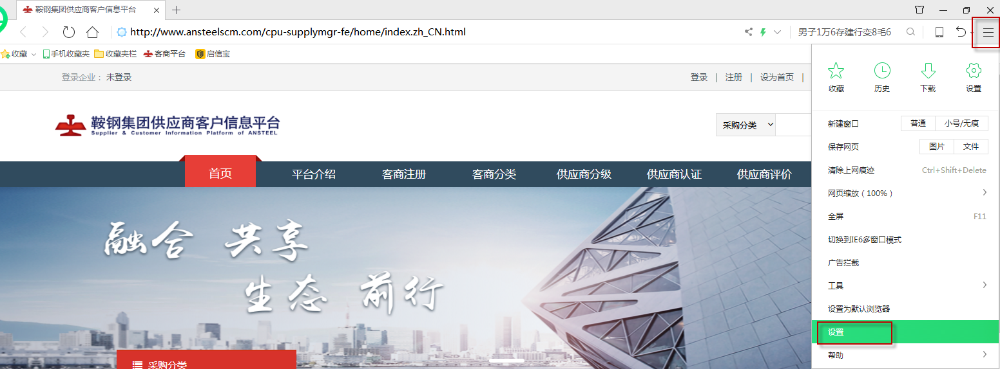 鞍钢集团供应商客户信息平台
http://www.ansteelscm.com/cpu-supplymgr-fe/home/index.zh_CN.html
男子1万6存建行变8毛6
收藏 手机收藏夹 收藏夹栏 客商平台 启信宝
登录企业： 未登录
登录 | 注册 | 设为首页 |
鞍钢集团供应商客户信息平台
Supplier & Customer Information Platform of ANSTEEL
采购分类
首页 平台介绍 客商注册 客商分类 供应商分级 供应商认证 供应商评价
融合 共享
生态 前行
采购分类
收藏 历史 下载 设置
新建窗口 普通 小号/无痕
保存网页 图片 文件
清除上网痕迹 Ctrl+Shift+Delete
网页缩放（100%）
全屏 F11
切换到IE6多窗口模式
广告拦截
工具
设置为默认浏览器
设置
帮助